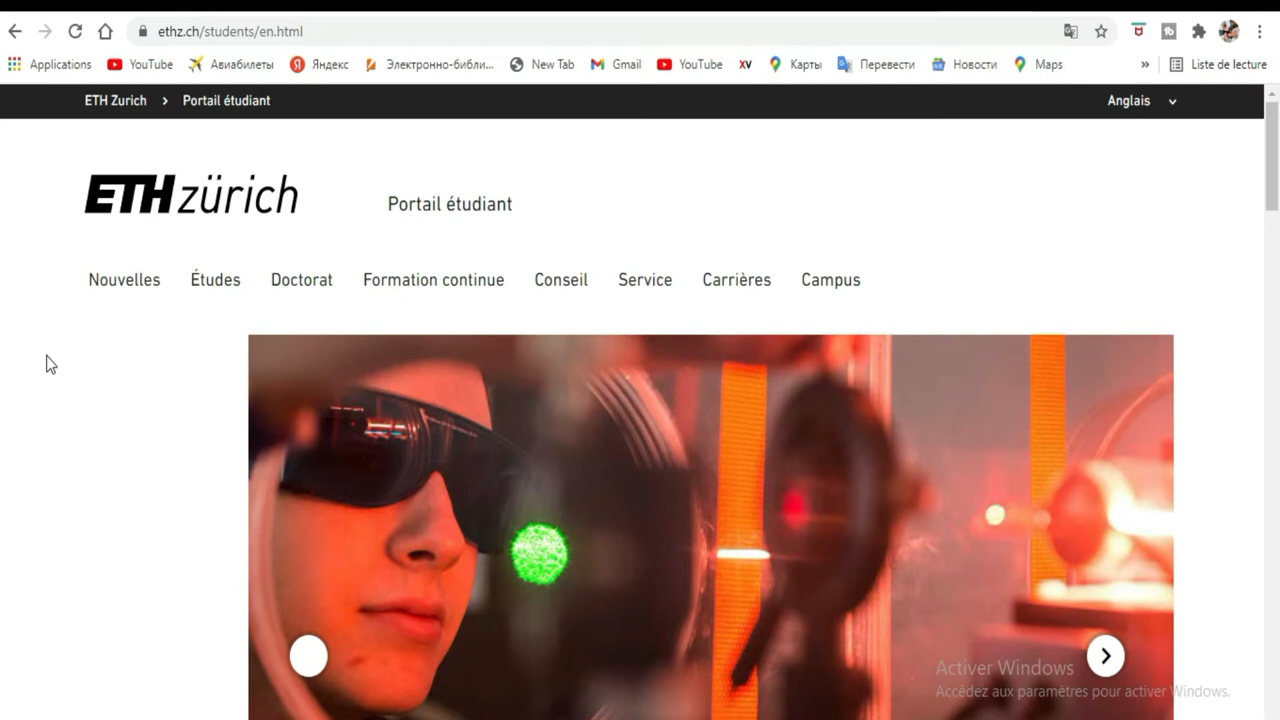 ethz.ch/students/en.html
Applications YouTube Авиабилеты Яндекс Электронно-библи... New Tab Gmail YouTube XV Карты Перевести Новости Maps » Liste de lecture
ETH Zurich > Portail étudiant Anglais
ETH zürich Portail étudiant
Nouvelles Études Doctorat Formation continue Conseil Service Carrières Campus
Activer Windows
Accédez aux paramètres pour activer Windows.